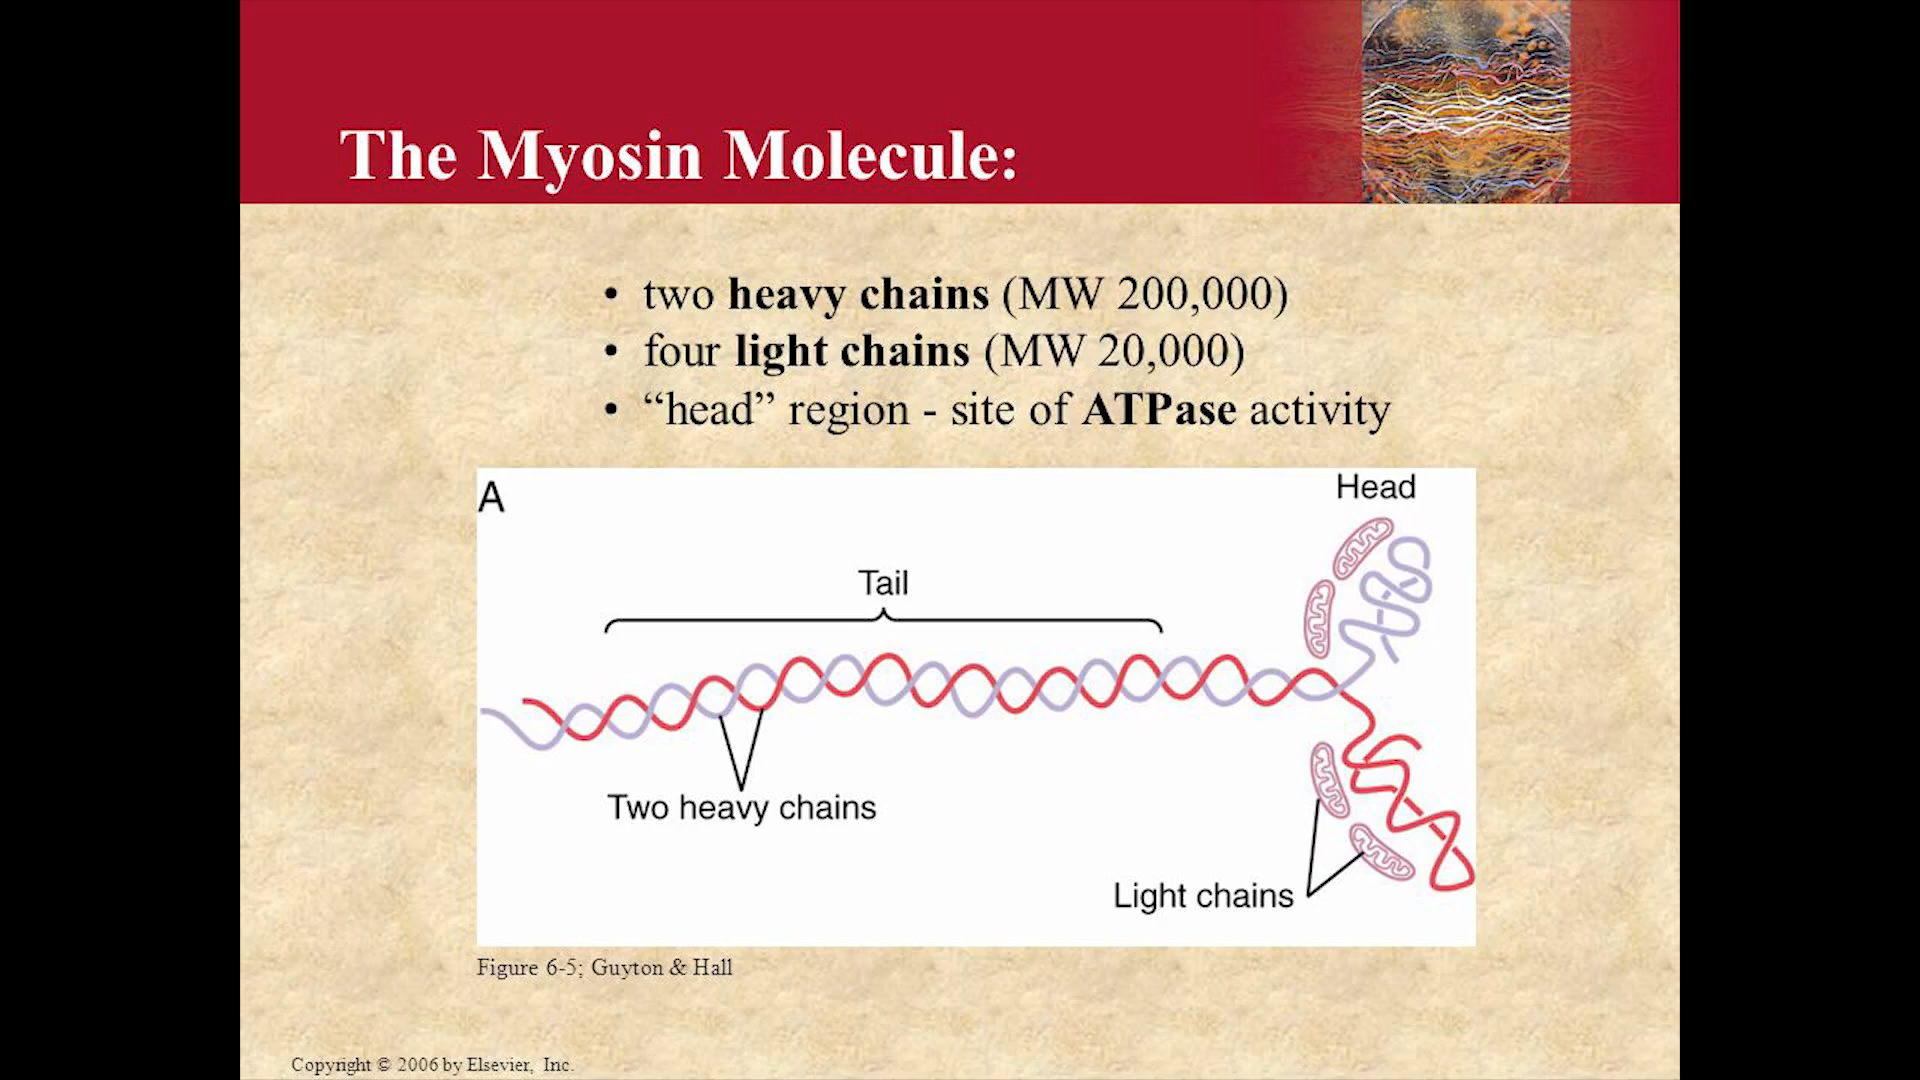 The Myosin Molecule:
• two heavy chains (MW 200,000)
• four light chains (MW 20,000)
• “head” region - site of ATPase activity
A
Head
Tail
Two heavy chains
Light chains
Figure 6-5; Guyton & Hall
Copyright © 2006 by Elsevier, Inc.